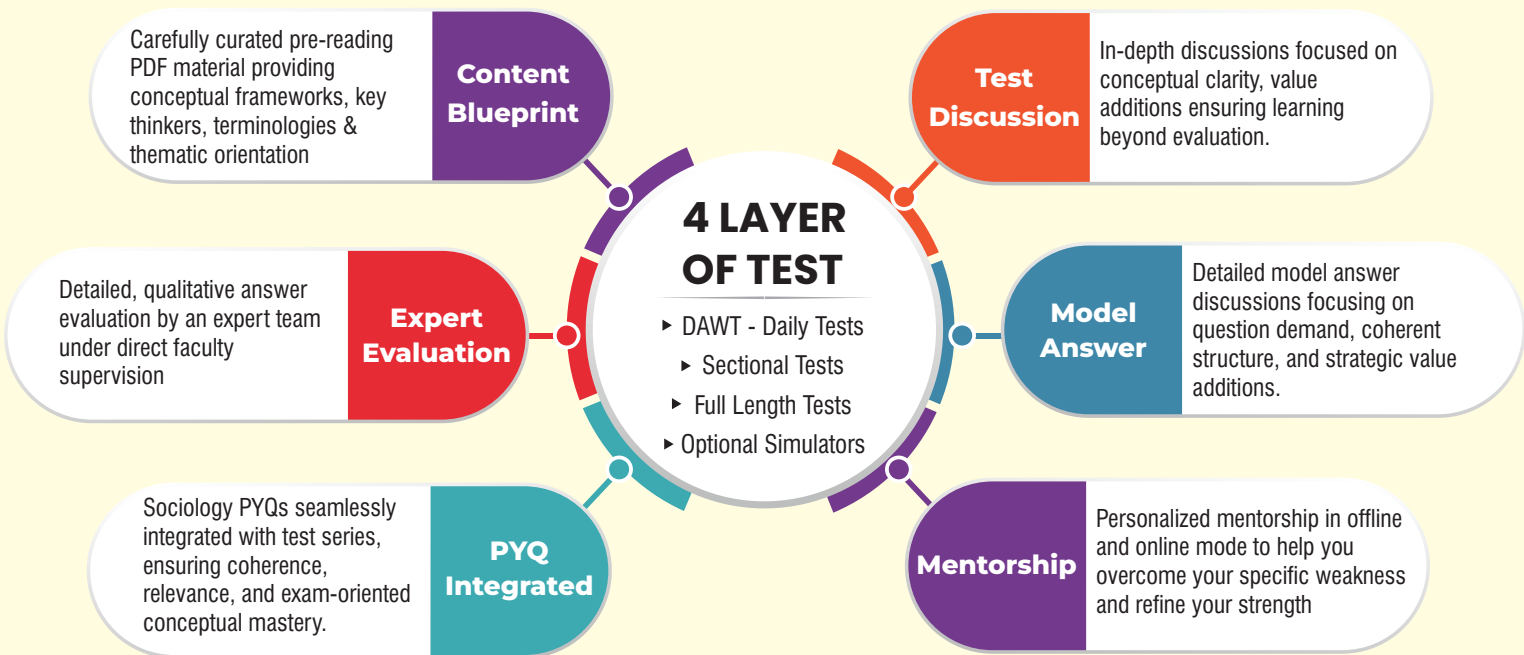 Carefully curated pre-reading
PDF material providing
conceptual frameworks, key
thinkers, terminologies &
thematic orientation
Content
Blueprint
Test
Discussion
In-depth discussions focused on
conceptual clarity, value
additions ensuring learning
beyond evaluation.
4 LAYER
OF TEST
▸ DAWT - Daily Tests
▸ Sectional Tests
▸ Full Length Tests
▸ Optional Simulators
Detailed, qualitative answer
evaluation by an expert team
under direct faculty
supervision
Expert
Evaluation
Model
Answer
Detailed model answer
discussions focusing on
question demand, coherent
structure, and strategic value
additions.
Sociology PYQs seamlessly
integrated with test series,
ensuring coherence,
relevance, and exam-oriented
conceptual mastery.
PYQ
Integrated
Mentorship
Personalized mentorship in offline
and online mode to help you
overcome your specific weakness
and refine your strength